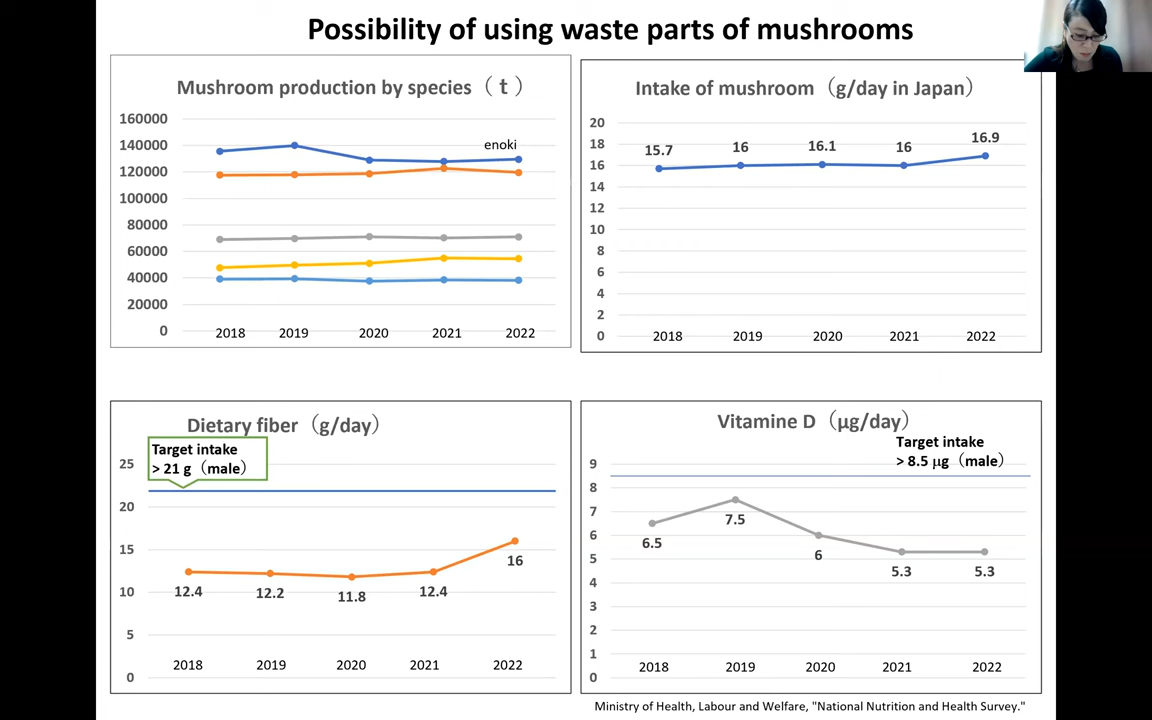 Possibility of using waste parts of mushrooms
Mushroom production by species（ t ）
160000
140000
120000
100000
80000
60000
40000
20000
0
enoki
2018 2019 2020 2021 2022
Intake of mushroom（g/day in Japan）
20
18
16
14
12
10
8
6
4
2
0
15.7 16 16.1 16 16.9
2018 2019 2020 2021 2022
Dietary fiber（g/day）
Target intake
> 21 g（male）
25
20
15
10
5
0
12.4 12.2 11.8 12.4 16
2018 2019 2020 2021 2022
Vitamine D（μg/day）
Target intake
> 8.5 μg（male）
9
8
7
6
5
4
3
2
1
0
6.5 7.5 6 5.3 5.3
2018 2019 2020 2021 2022
Ministry of Health, Labour and Welfare, "National Nutrition and Health Survey."